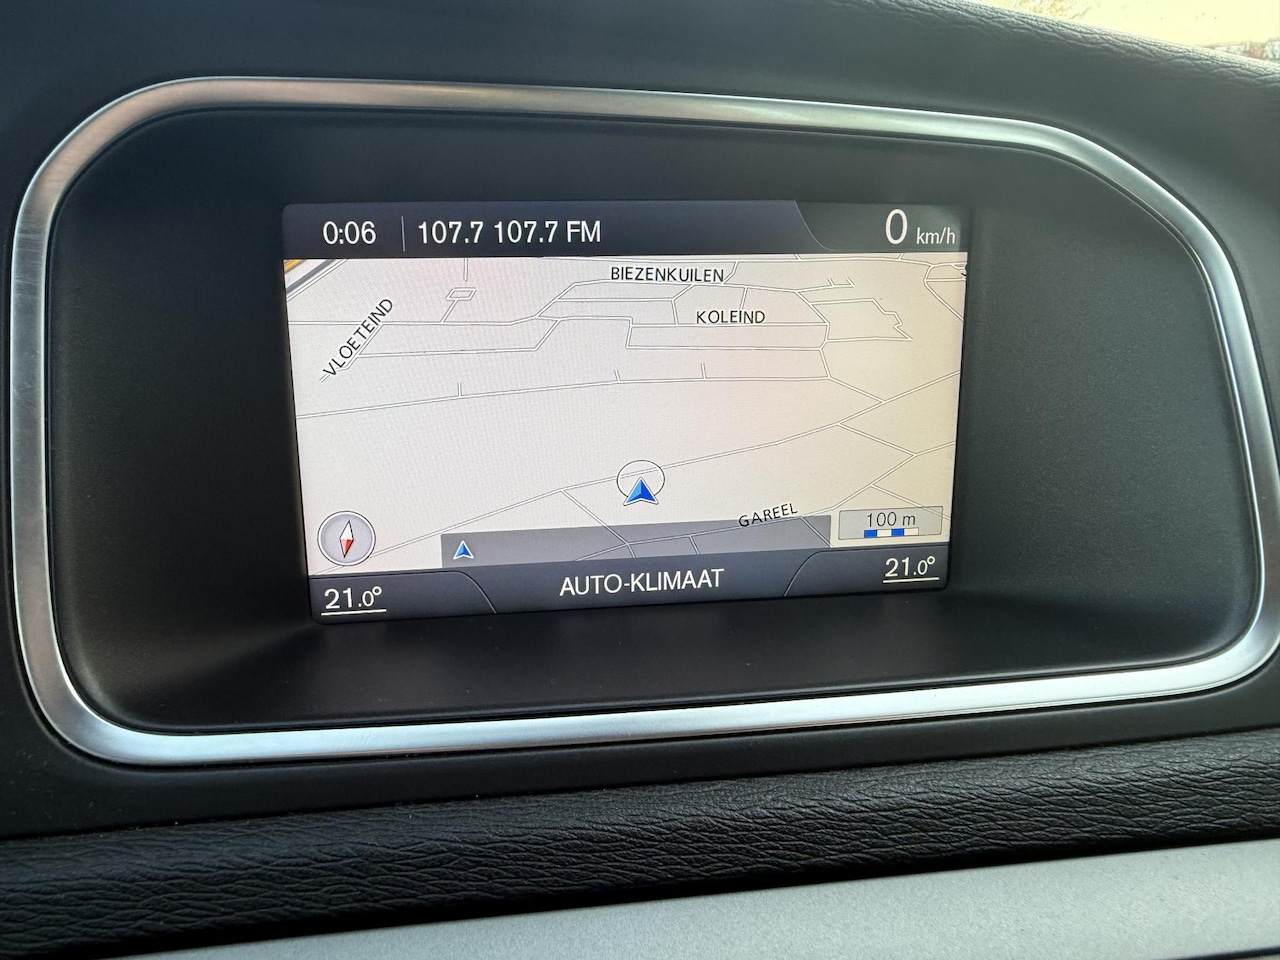 0:06 107.7 107.7 FM 0 km/h
BIEZENKUILEN
KOLEIND
VLOETEIND
GAREEL
100 m
21.0° AUTO-KLIMAAT 21.0°